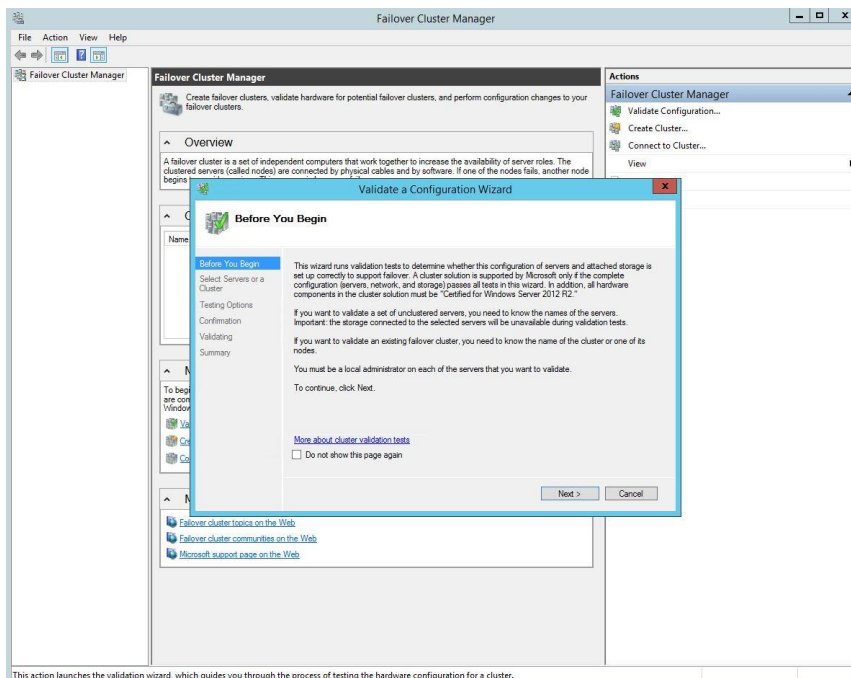 Failover Cluster Manager
File Action View Help
Failover Cluster Manager
Failover Cluster Manager
Create failover clusters, validate hardware for potential failover clusters, and perform configuration changes to your
failover clusters.
Overview
A failover cluster is a set of independent computers that work together to increase the availability of server roles. The
clustered servers (called nodes) are connected by physical cables and by software. If one of the nodes fails, another node
begins
Name
To begi
are con
Window
Va
Cre
Co
Failover cluster topics on the Web
Failover cluster communities on the Web
Microsoft support page on the Web
Validate a Configuration Wizard
X
Before You Begin
Before You Begin
Select Servers or a
Cluster
Testing Options
Confirmation
Validating
Summary
This wizard runs validation tests to determine whether this configuration of servers and attached storage is
set up correctly to support failover. A cluster solution is supported by Microsoft only if the complete
configuration (servers, network, and storage) passes all tests in this wizard. In addition, all hardware
components in the cluster solution must be "Certified for Windows Server 2012 R2."
If you want to validate a set of unclustered servers, you need to know the names of the servers.
Important: the storage connected to the selected servers will be unavailable during validation tests.
If you want to validate an existing failover cluster, you need to know the name of the cluster or one of its
nodes.
You must be a local administrator on each of the servers that you want to validate.
To continue, click Next.
More about cluster validation tests
Do not show this page again
Next >
Cancel
Actions
Failover Cluster Manager
Validate Configuration...
Create Cluster...
Connect to Cluster...
View
This action launches the validation wizard, which guides you through the process of testing the hardware configuration for a cluster.